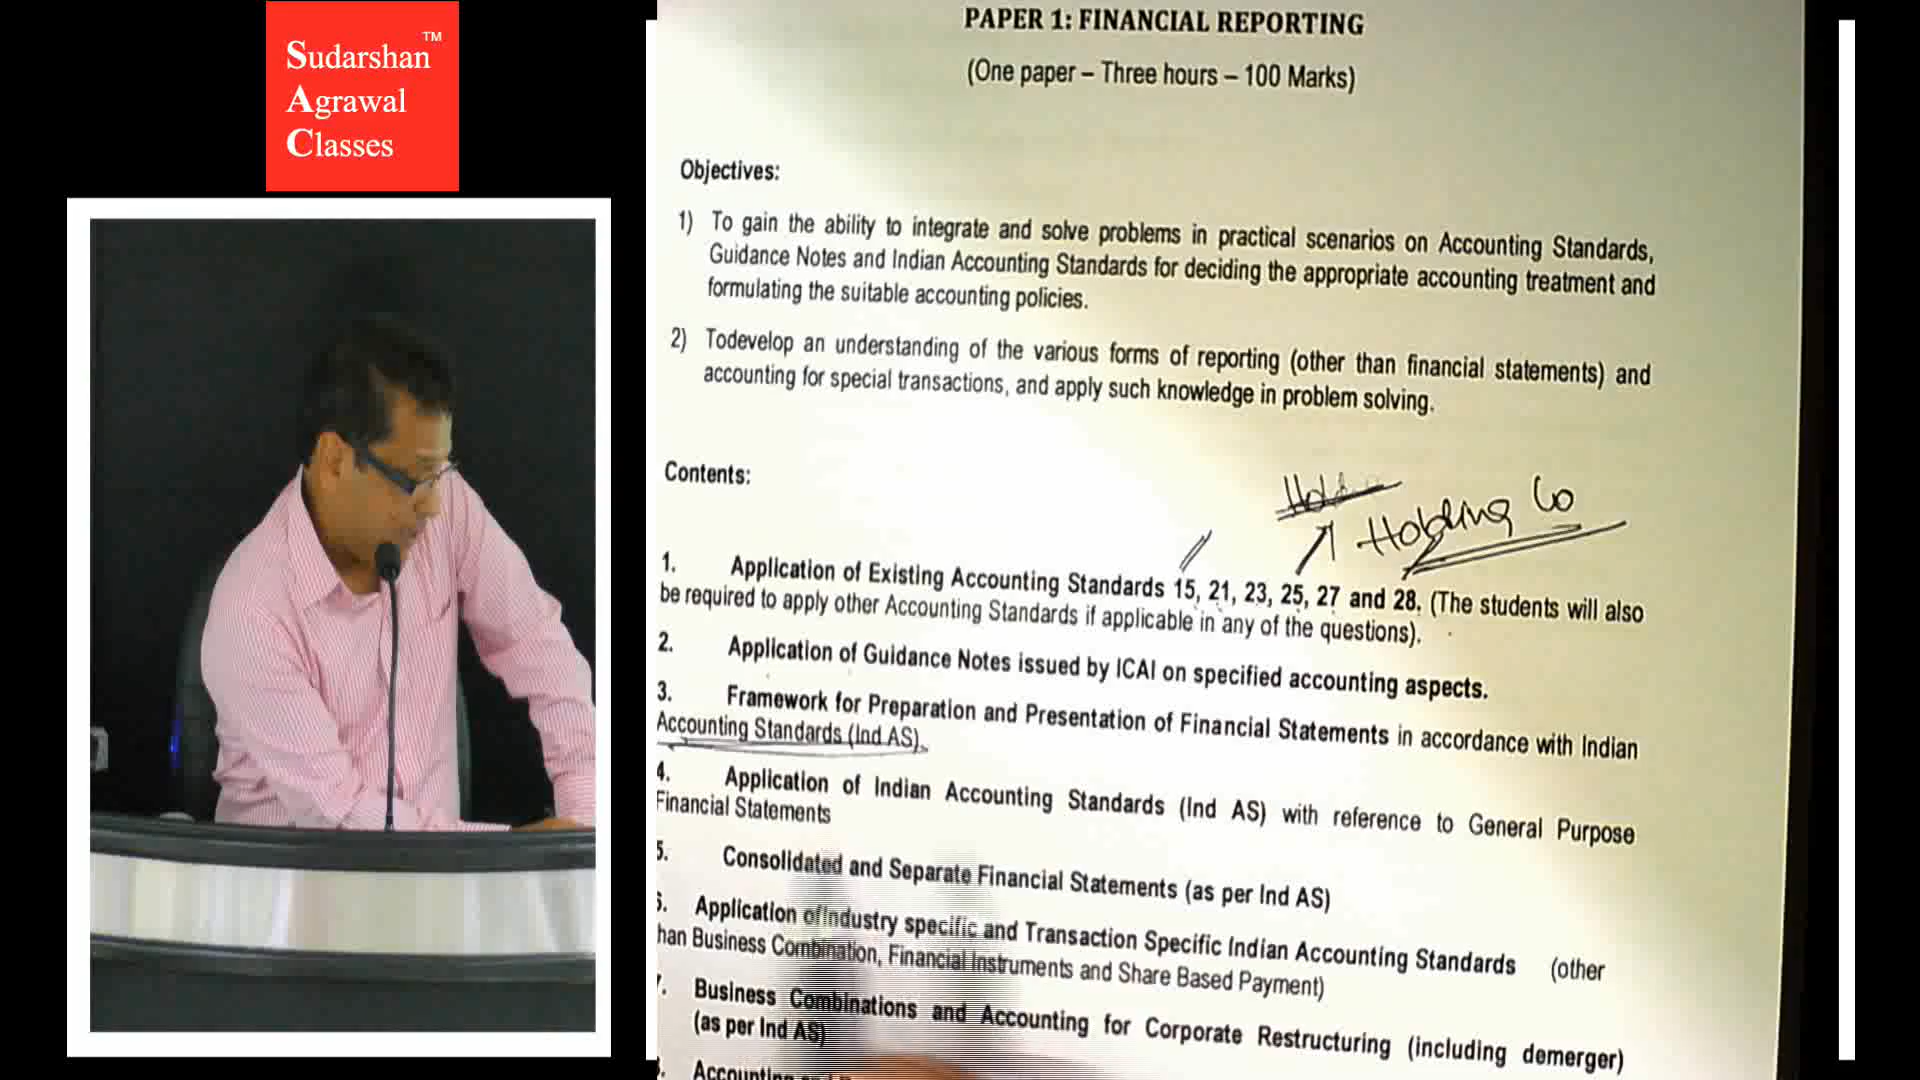 Sudarshan™
Agrawal
Classes
PAPER 1: FINANCIAL REPORTING
(One paper – Three hours – 100 Marks)
Objectives:
1) To gain the ability to integrate and solve problems in practical scenarios on Accounting Standards,
Guidance Notes and Indian Accounting Standards for deciding the appropriate accounting treatment and
formulating the suitable accounting policies.
2) Todevelop an understanding of the various forms of reporting (other than financial statements) and
accounting for special transactions, and apply such knowledge in problem solving.
Contents:
Holding Co
1. Application of Existing Accounting Standards 15, 21, 23, 25, 27 and 28. (The students will also
be required to apply other Accounting Standards if applicable in any of the questions).
2. Application of Guidance Notes issued by ICAI on specified accounting aspects.
3. Framework for Preparation and Presentation of Financial Statements in accordance with Indian
Accounting Standards (Ind AS).
4. Application of Indian Accounting Standards (Ind AS) with reference to General Purpose
Financial Statements
5. Consolidated and Separate Financial Statements (as per Ind AS)
6. Application ofIndustry specific and Transaction Specific Indian Accounting Standards (other
han Business Combination, Financial Instruments and Share Based Payment)
7. Business Combinations and Accounting for Corporate Restructuring (including demerger)
(as per Ind AS)
Accounting